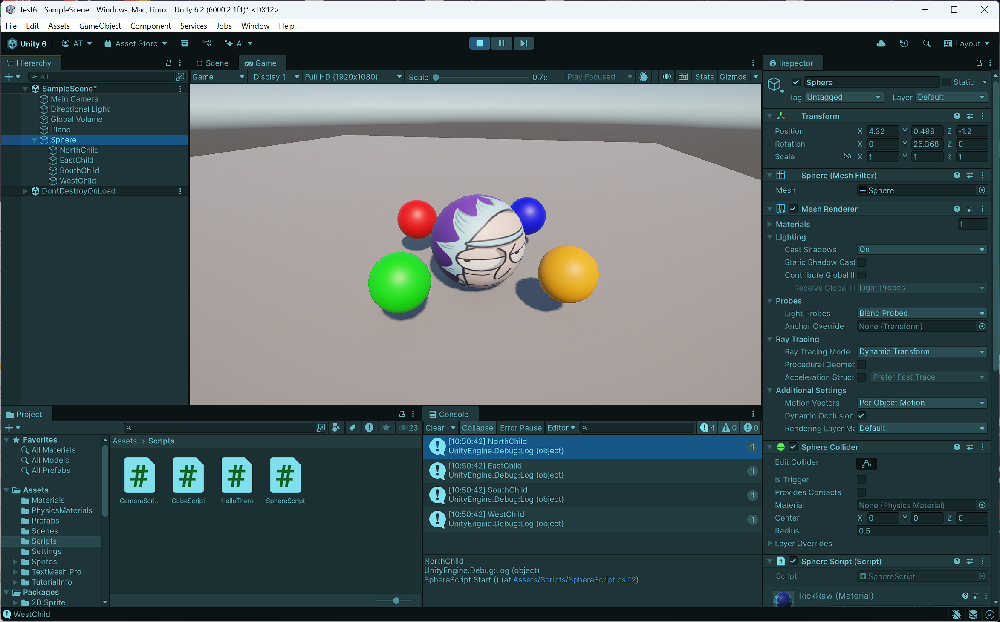 Test6 - SampleScene - Windows, Mac, Linux - Unity 6.2 (6000.2.1f1)* <DX12>
File Edit Assets GameObject Component Services Jobs Window Help
Unity 6 AT Asset Store AI Layout
Hierarchy
All
SampleScene*
Main Camera
Directional Light
Global Volume
Plane
Sphere
NorthChild
EastChild
SouthChild
WestChild
DontDestroyOnLoad
Scene Game
Game Display 1 Full HD (1920x1080) Scale 0.7x Play Focused Stats Gizmos
Inspector
Sphere Static
Tag Untagged Layer Default
Transform
Position X 4.32 Y 0.499 Z -1.2
Rotation X 0 Y 26.368 Z 0
Scale X 1 Y 1 Z 1
Sphere (Mesh Filter)
Mesh Sphere
Mesh Renderer
Materials 1
Lighting
Cast Shadows On
Static Shadow Cast
Contribute Global Il
Receive Global Ill Light Probes
Probes
Light Probes Blend Probes
Anchor Override None (Transform)
Ray Tracing
Ray Tracing Mode Dynamic Transform
Procedural Geomet
Acceleration Struct Prefer Fast Trace
Additional Settings
Motion Vectors Per Object Motion
Dynamic Occlusion
Rendering Layer Ma Default
Sphere Collider
Edit Collider
Is Trigger
Provides Contacts
Material None (Physics Material)
Center X 0 Y 0 Z 0
Radius 0.5
Layer Overrides
Sphere Script (Script)
Script SphereScript
RickRaw (Material)
Project
23
Favorites
All Materials
All Models
All Prefabs
Assets
Materials
PhysicsMaterials
Prefabs
Scenes
Scripts
Settings
Sprites
TextMesh Pro
TutorialInfo
Packages
2D Sprite
Assets > Scripts
CameraScri... CubeScript HelloThere SphereScript
Console
Clear Collapse Error Pause Editor 4 0 0
[10:50:42] NorthChild
UnityEngine.Debug:Log (object)
1
[10:50:42] EastChild
UnityEngine.Debug:Log (object)
1
[10:50:42] SouthChild
UnityEngine.Debug:Log (object)
1
[10:50:42] WestChild
UnityEngine.Debug:Log (object)
1
NorthChild
UnityEngine.Debug:Log (object)
SphereScript:Start () (at Assets/Scripts/SphereScript.cs:12)
WestChild